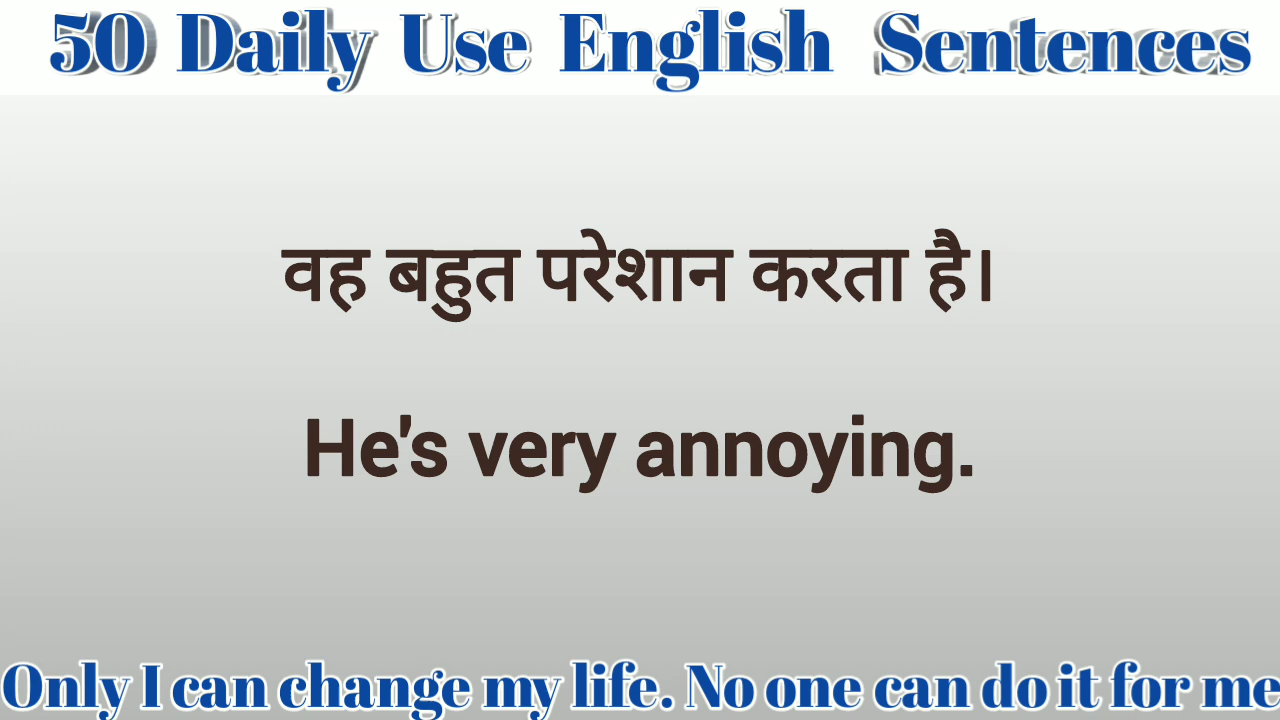 50 Daily Use English Sentences
वह बहुत परेशान करता है।
He's very annoying.
Only I can change my life. No one can do it for me